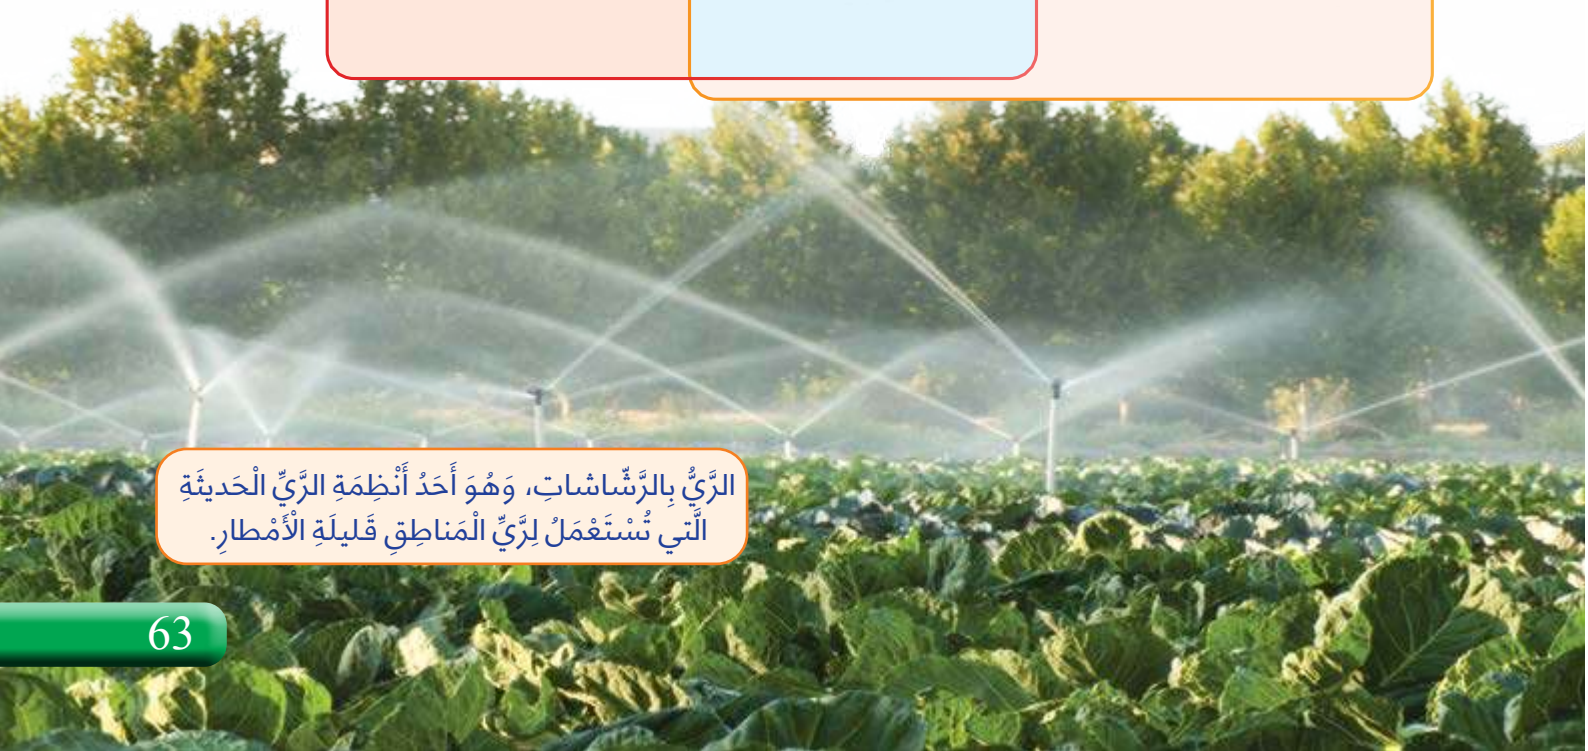 الرَّيُّ بِالرَّشّاشاتِ، وَهُوَ أَحَدُ أَنْظِمَةِ الرَّيِّ الْحَديثَةِ
الَّتي تُسْتَعْمَلُ لِرَّيِّ الْمَناطِقِ قَليلَةِ الْأَمْطارِ.
63